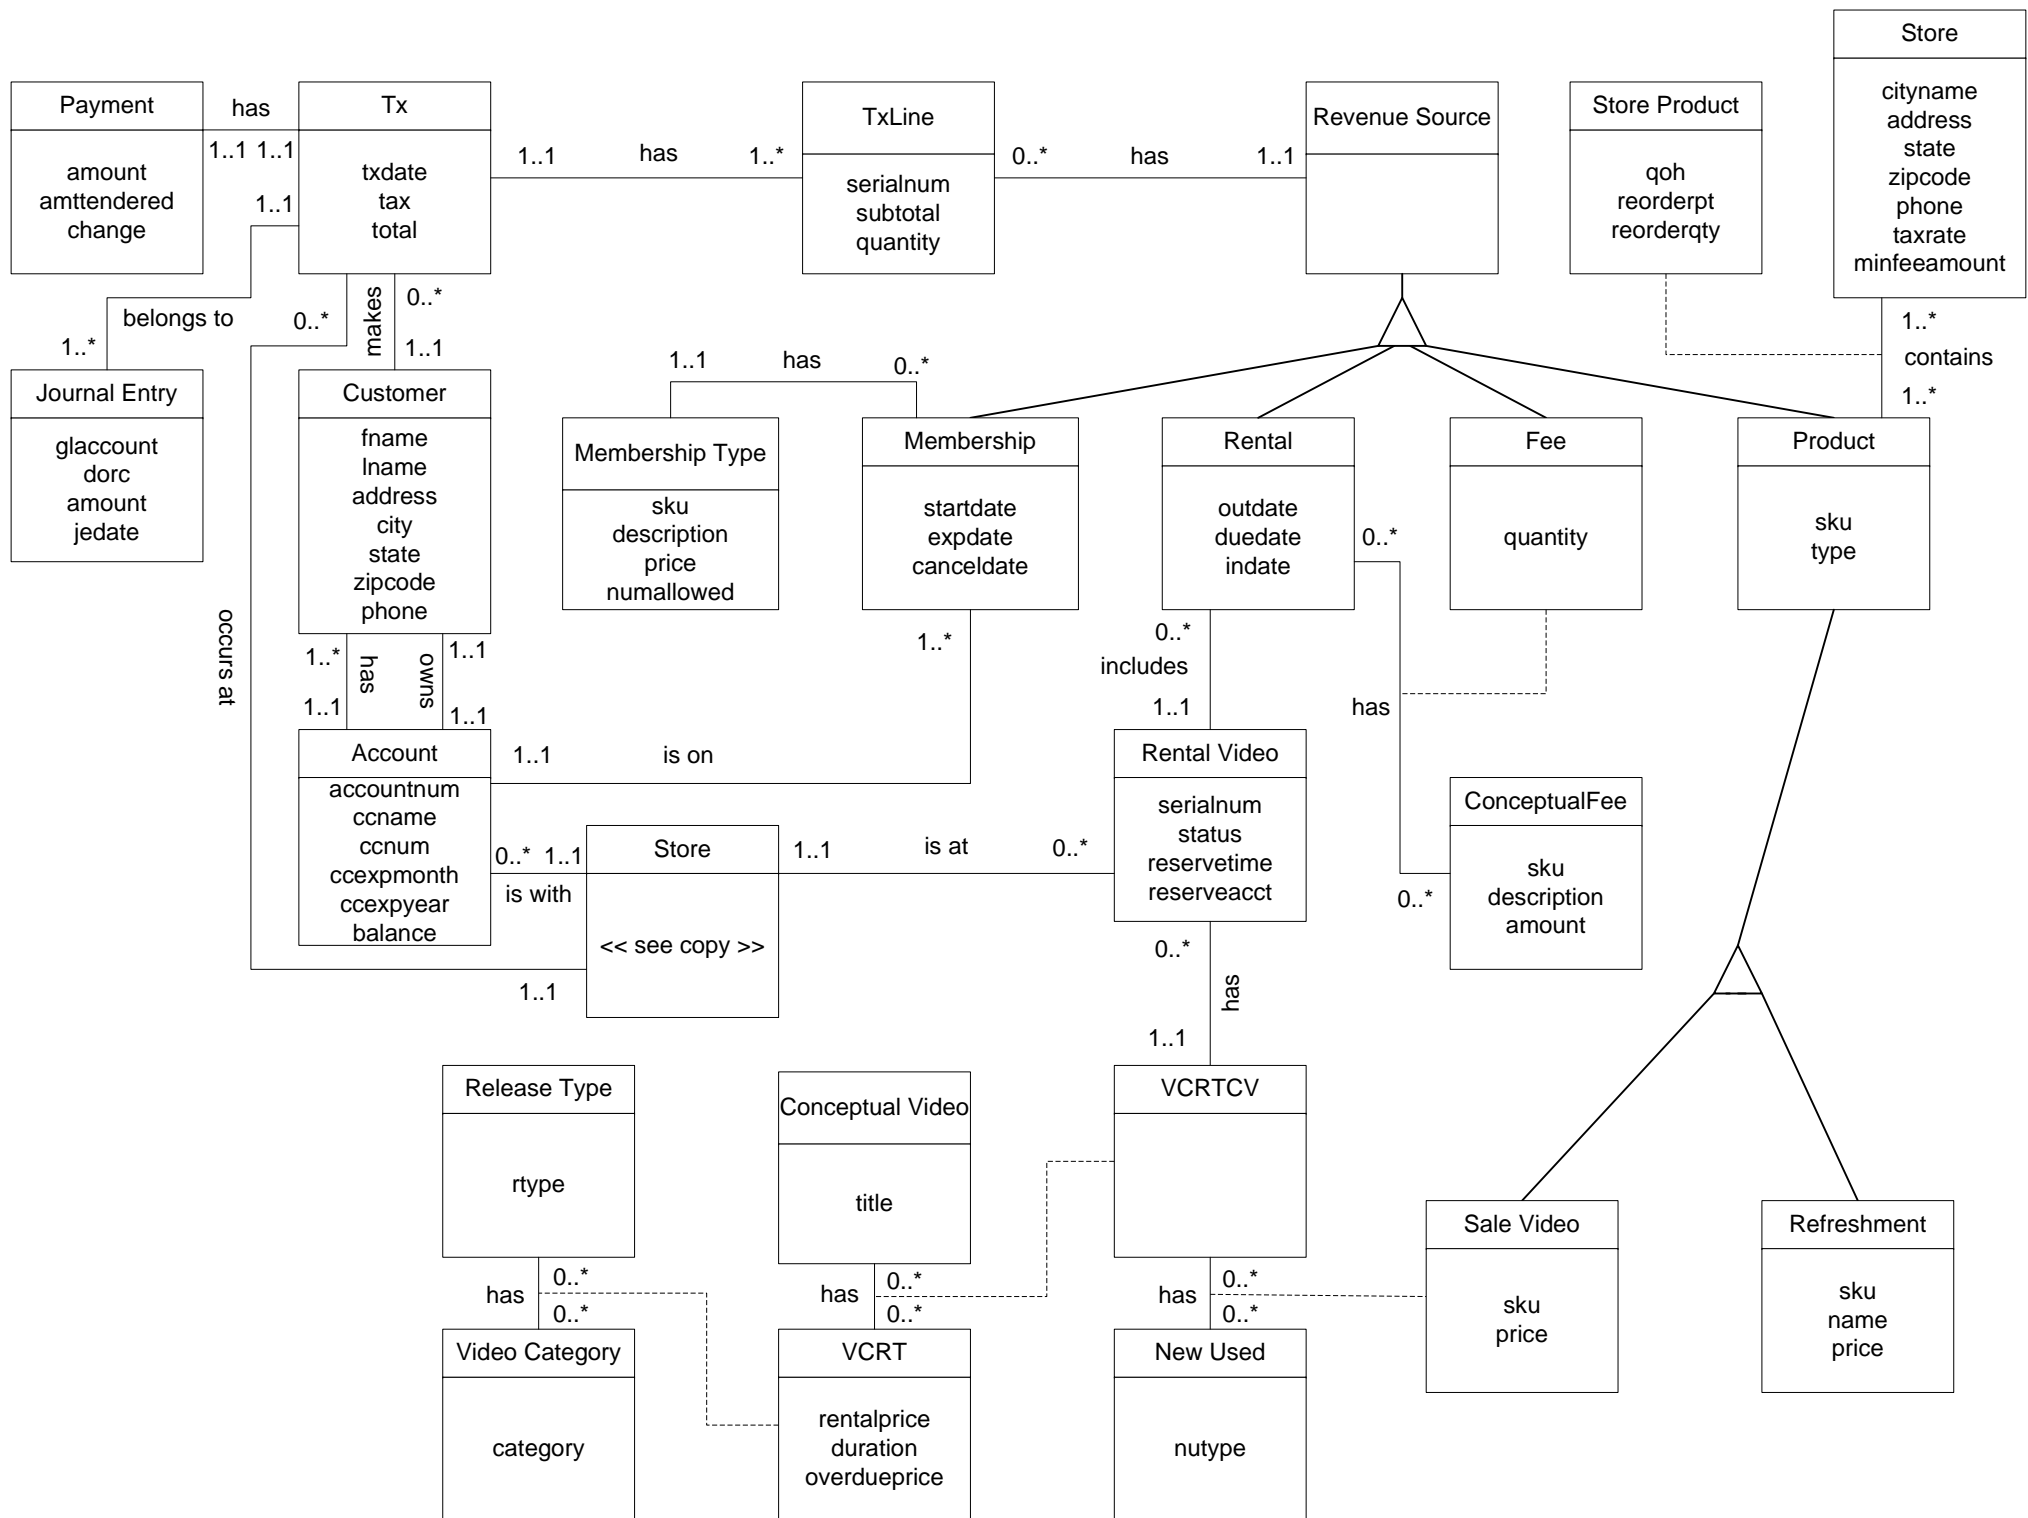 Store
cityname
address
state
zipcode
phone
taxrate
minfeeamount
Payment
amount
amttendered
change
has
1..1 1..1
Tx
txdate
tax
total
1..1
1..1
has
1..*
TxLine
serialnum
subtotal
quantity
0..*
has
1..1
Revenue Source
Store Product
qoh
reorderpt
reorderqty
belongs to
1..*
0..*
makes
0..*
1..1
1..*
contains
1..*
1..1
has
0..*
Journal Entry
glaccount
dorc
amount
jedate
Customer
fname
lname
address
city
state
zipcode
phone
Membership Type
sku
description
price
numallowed
Membership
startdate
expdate
canceldate
Rental
outdate
duedate
indate
0..*
Fee
quantity
Product
sku
type
occurs at
1..*
has
1..1
owns
1..1
1..1
1..*
0..*
includes
1..1
has
Account
accountnum
ccname
ccnum
ccexpmonth
ccexpyear
balance
1..1
is on
0..* 1..1
is with
Store
<< see copy >>
1..1
1..1
is at
0..*
Rental Video
serialnum
status
reservetime
reserveacct
ConceptualFee
sku
description
amount
0..*
0..*
has
1..1
Release Type
rtype
Conceptual Video
title
VCRTCV
has
0..*
0..*
has
0..*
0..*
has
0..*
0..*
Sale Video
sku
price
Refreshment
sku
name
price
Video Category
category
VCRT
rentalprice
duration
overdueprice
New Used
nutype